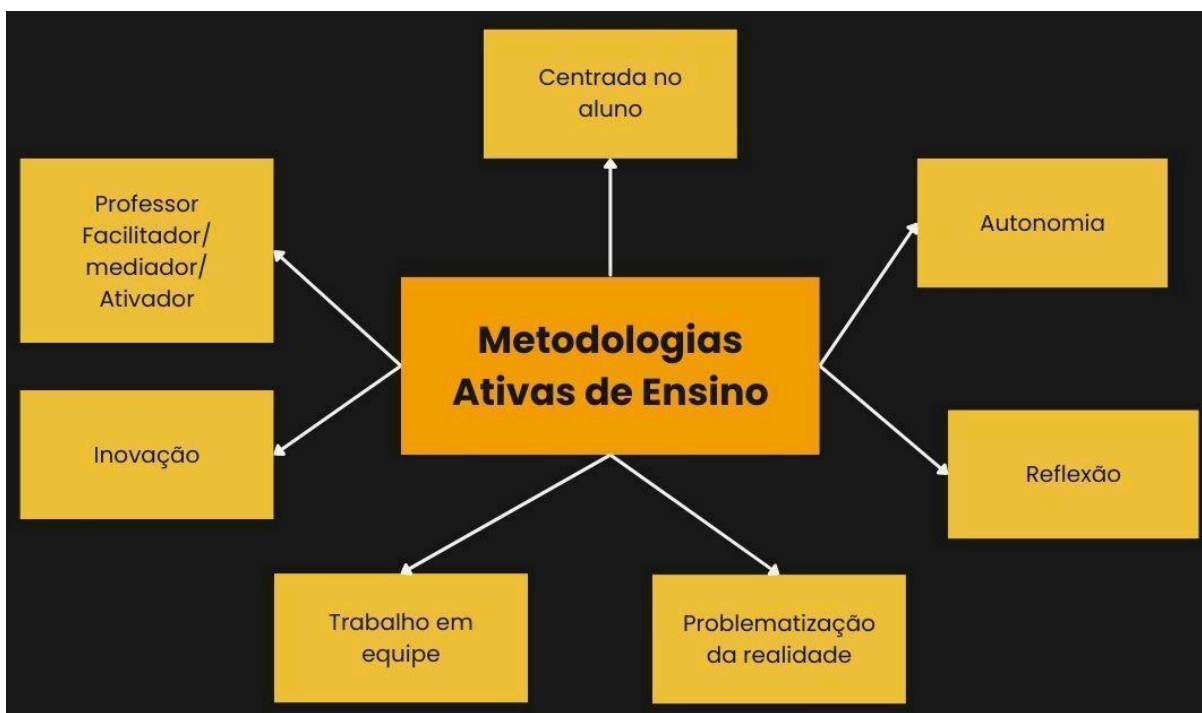 Centrada no
aluno
Professor
Facilitador/
mediador/
Ativador
Autonomia
Metodologias
Ativas de Ensino
Inovação
Reflexão
Trabalho em
equipe
Problematização
da realidade